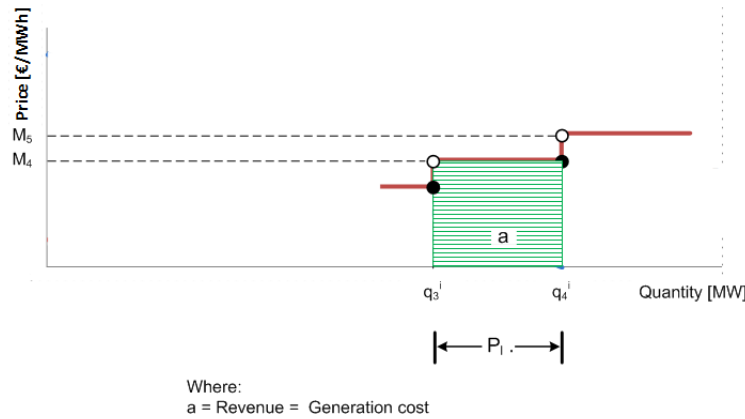 Price [€/MWh]
M5
M4
a
q3i
q4i
Quantity [MW]
Pl .
Where:
a = Revenue = Generation cost